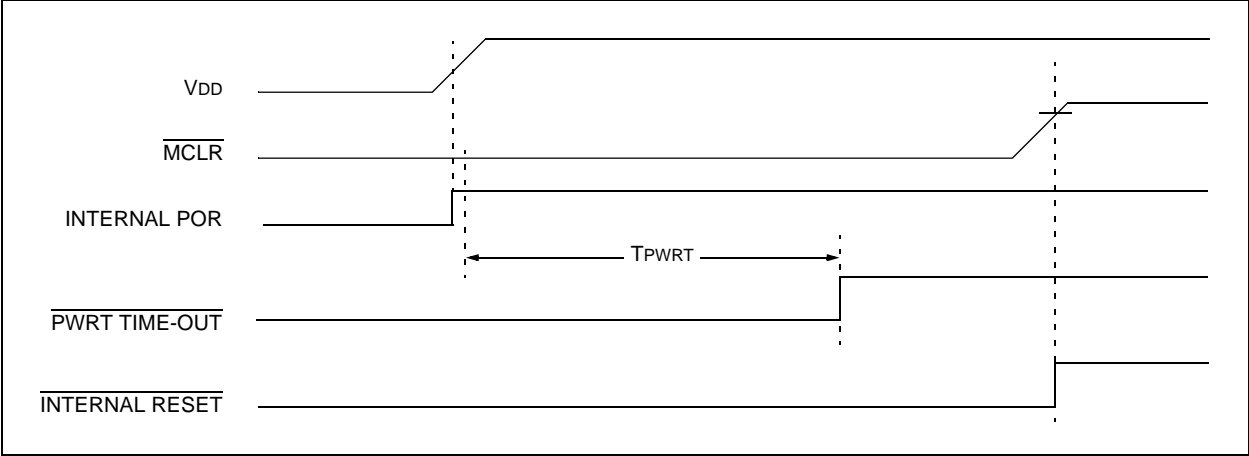 VDD
MCLR
INTERNAL POR
TPWRT
PWRT TIME-OUT
INTERNAL RESET